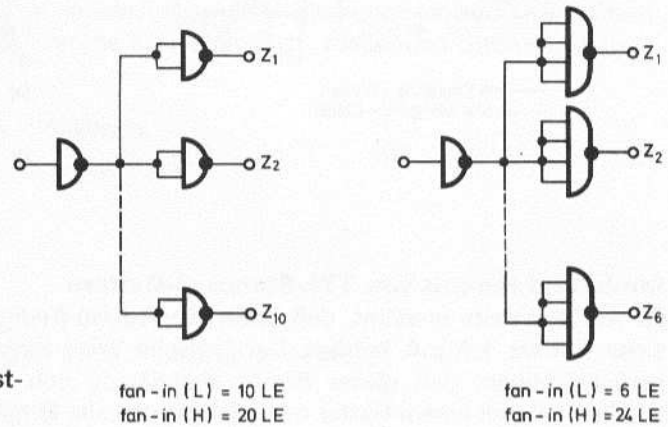 Z1
Z2
Z10
Z1
Z2
Z6
st-
fan-in (L) = 10 LE
fan-in (H) = 20 LE
fan-in (L) = 6 LE
fan-in (H) = 24 LE